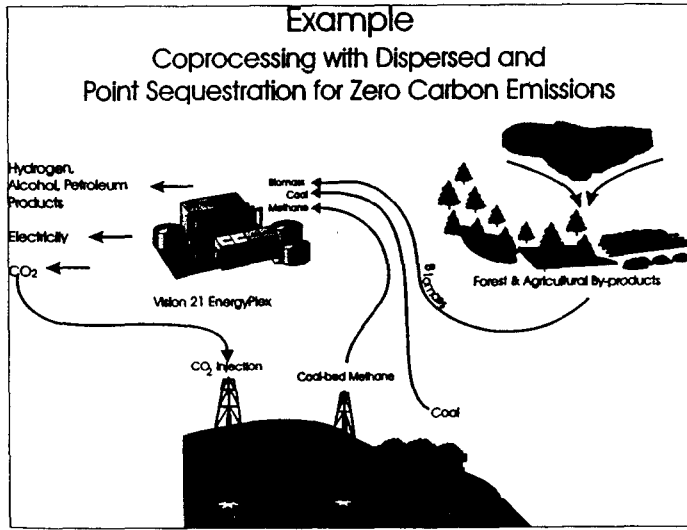 Example
Coprocessing with Dispersed and
Point Sequestration for Zero Carbon Emissions
Hydrogen,
Alcohol, Petroleum
Products
Electricity
CO₂
Biomass
Coal
Methane
Vision 21 EnergyPlex
Biomass
Forest & Agricultural By-products
CO₂ Injection
Coal-bed Methane
Coal